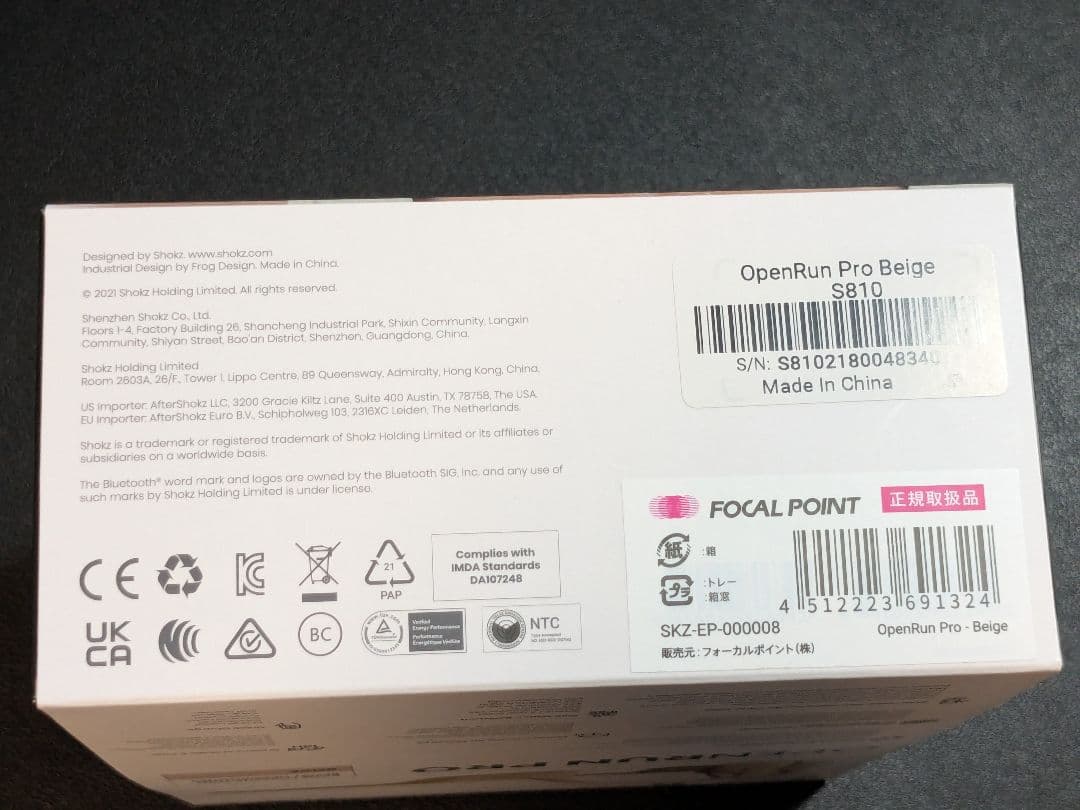 Designed by Shokz. www.shokz.com
Industrial Design by Frog Design. Made in China.
© 2021 Shokz Holding Limited. All rights reserved.
Shenzhen Shokz Co., Ltd.
Floors 1-4, Factory Building 26, Shancheng Industrial Park, Shixin Community, Langxin
Community, Shiyan Street, Bao'an District, Shenzhen, Guangdong, China.
Shokz Holding Limited
Room 2603A, 26/F., Tower 1, Lippo Centre, 89 Queensway, Admiralty, Hong Kong, China.
US Importer: AfterShokz LLC, 3200 Gracie Kiltz Lane, Suite 400 Austin, TX 78758, The USA.
EU Importer: AfterShokz Euro B.V., Schipholweg 103, 2316XC Leiden, The Netherlands.
Shokz is a trademark or registered trademark of Shokz Holding Limited or its affiliates or
subsidiaries on a worldwide basis.
The Bluetooth® word mark and logos are owned by the Bluetooth SIG, Inc. and any use of
such marks by Shokz Holding Limited is under license.
CE
21
PAP
Complies with
IMDA Standards
DA107248
UK
CA
BC
Verified
Energy Performance
Performance
Énergétique Vérifiée
NTC
OpenRun Pro Beige
S810
S/N: S810218004834
Made In China
FOCAL POINT
正規取扱品
紙
:箱
プラ
:トレー
:箱窓
4 512223 691324
SKZ-EP-000008
OpenRun Pro - Beige
販売元:フォーカルポイント(株)